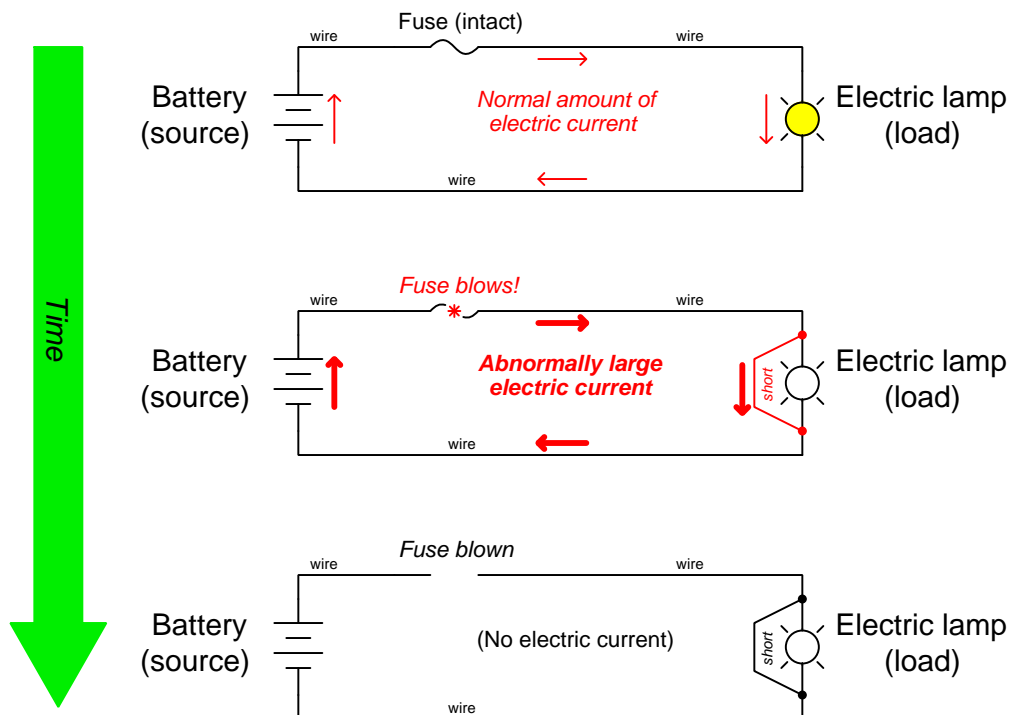 Fuse (intact)
wire
wire
Battery
(source)
Normal amount of
electric current
Electric lamp
(load)
wire
Time
Fuse blows!
wire
wire
Battery
(source)
Abnormally large
electric current
short
Electric lamp
(load)
wire
Fuse blown
wire
wire
Battery
(source)
(No electric current)
short
Electric lamp
(load)
wire